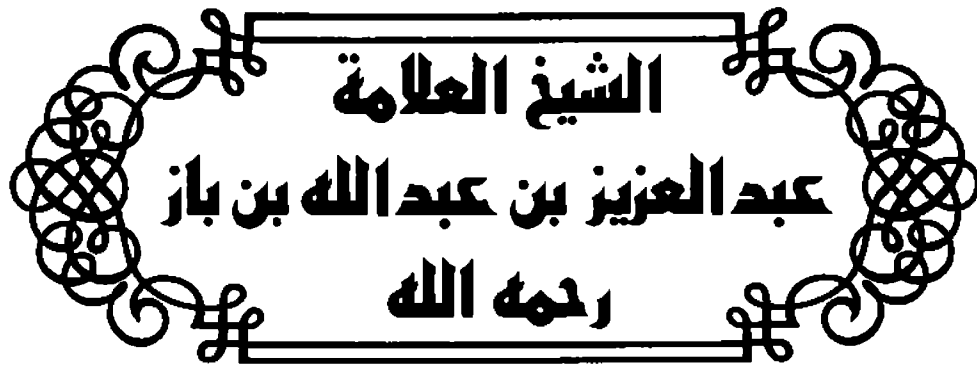 الشيخ العلامة
عبدالعزيز بن عبدالله بن باز
رحمه الله